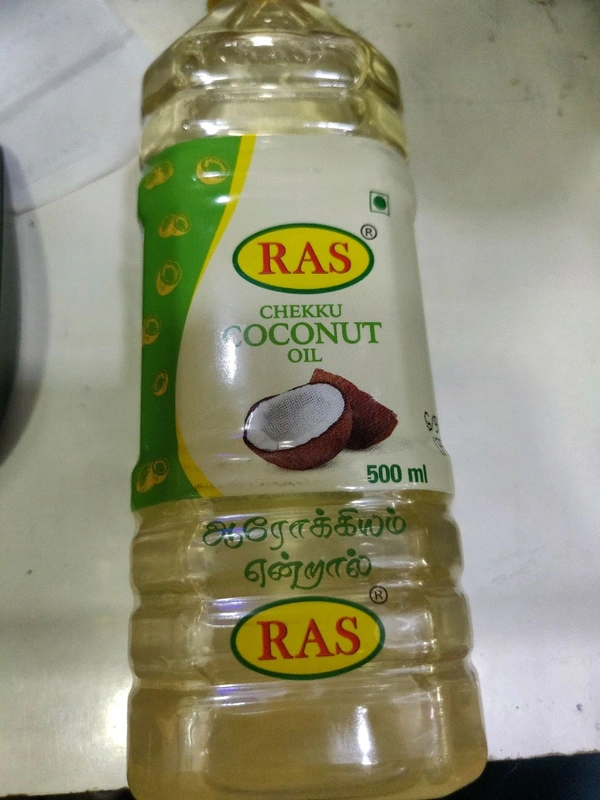 RAS ®
CHEKKU
COCONUT
OIL
500 ml
ஆரோக்கியம்
என்றால்
RAS ®